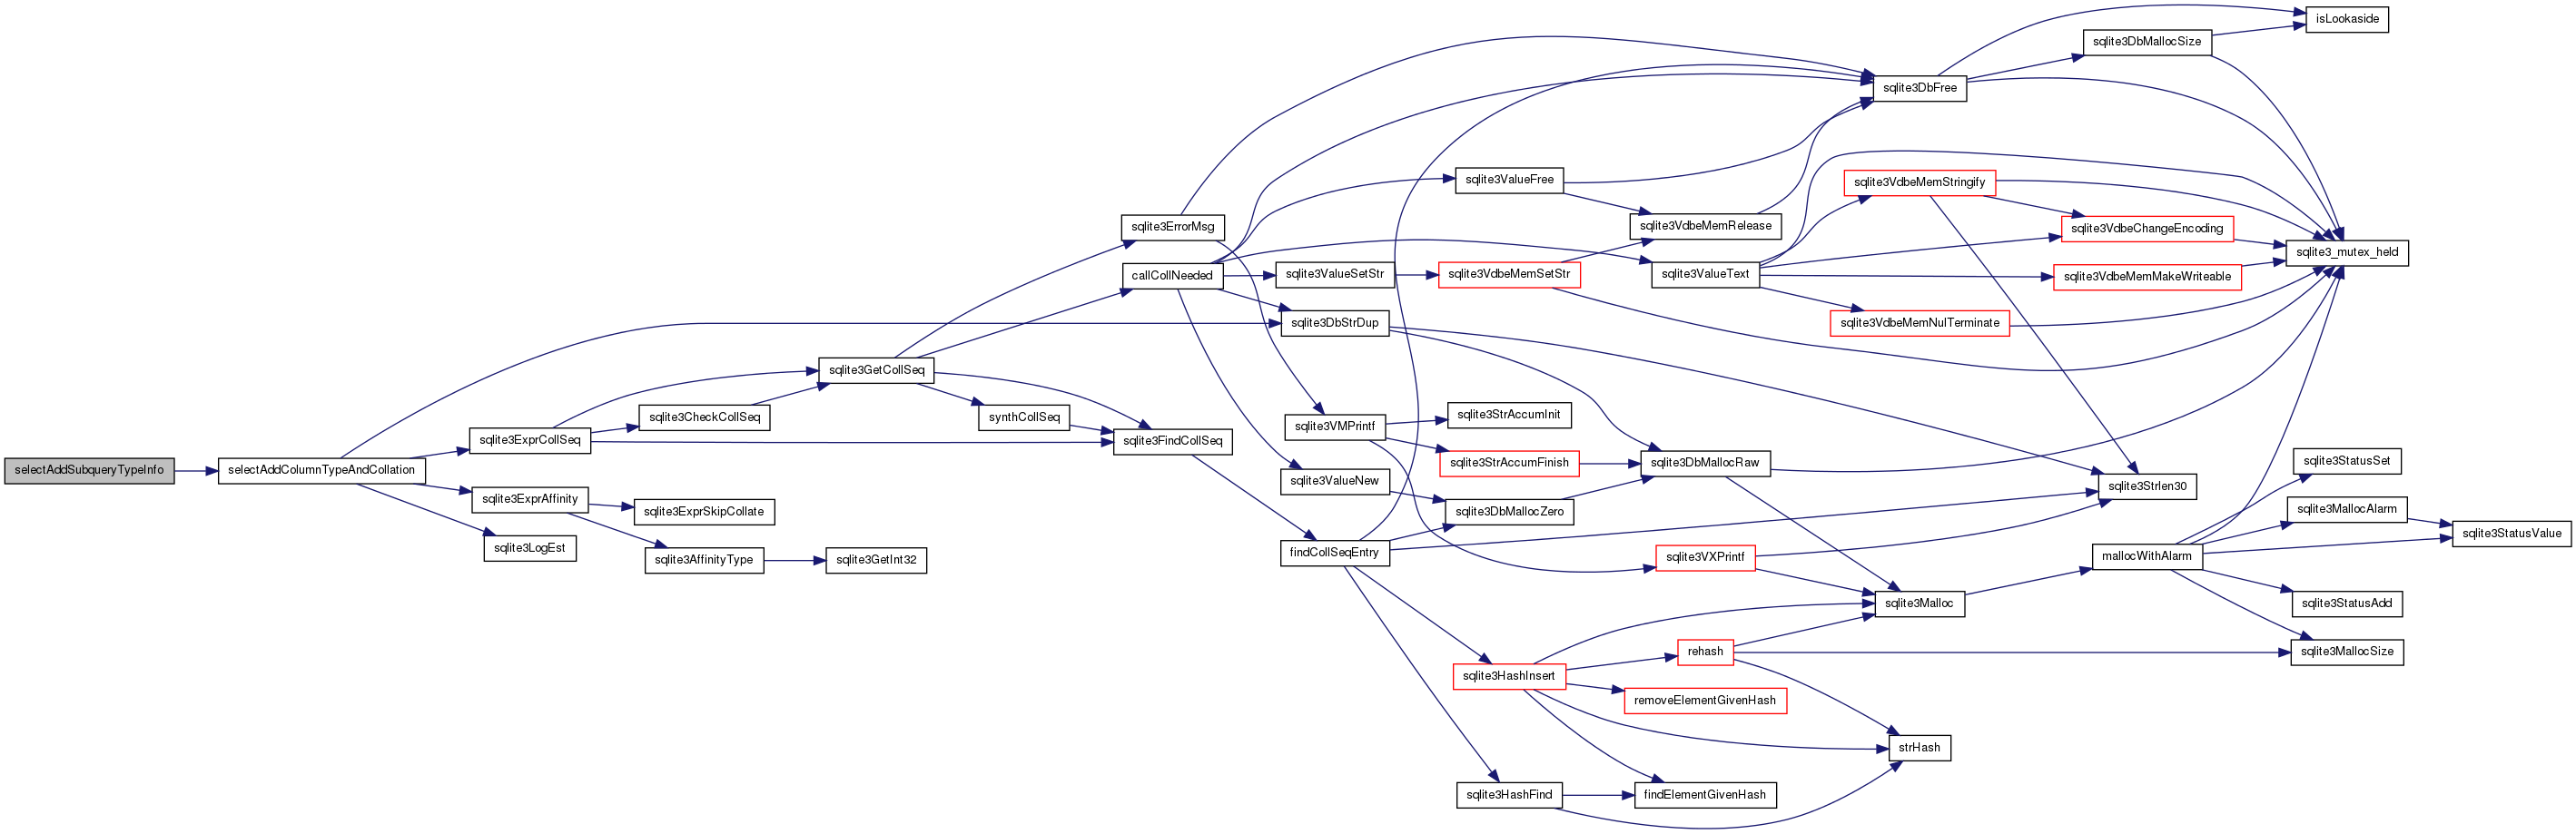 selectAddSubqueryTypeInfo
selectAddColumnTypeAndCollation
sqlite3ExprCollSeq
sqlite3ExprAffinity
sqlite3LogEst
sqlite3CheckCollSeq
sqlite3ExprSkipCollate
sqlite3AffinityType
sqlite3GetCollSeq
sqlite3GetInt32
synthCollSeq
sqlite3ErrorMsg
callCollNeeded
sqlite3FindCollSeq
sqlite3ValueSetStr
sqlite3DbStrDup
sqlite3VMPrintf
sqlite3ValueNew
findCollSeqEntry
sqlite3ValueFree
sqlite3VdbeMemSetStr
sqlite3StrAccumInit
sqlite3StrAccumFinish
sqlite3DbMallocZero
sqlite3HashInsert
sqlite3HashFind
sqlite3VdbeMemRelease
sqlite3ValueText
sqlite3DbMallocRaw
sqlite3VXPrintf
rehash
removeElementGivenHash
findElementGivenHash
sqlite3DbFree
sqlite3VdbeMemStringify
sqlite3VdbeMemNulTerminate
sqlite3Malloc
strHash
sqlite3DbMallocSize
sqlite3VdbeChangeEncoding
sqlite3VdbeMemMakeWriteable
sqlite3Strlen30
mallocWithAlarm
isLookaside
sqlite3_mutex_held
sqlite3StatusSet
sqlite3MallocAlarm
sqlite3StatusAdd
sqlite3MallocSize
sqlite3StatusValue